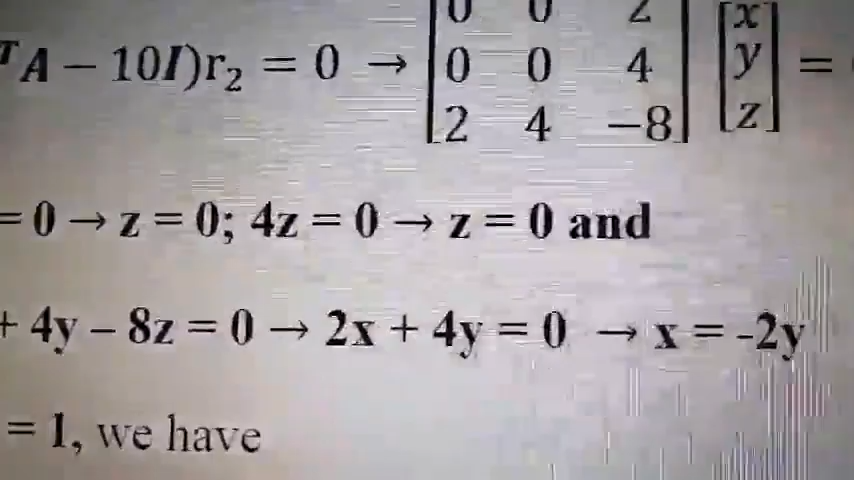 ᵀA − 10I)r₂ = 0 → [0 0 2] [x]
[0 0 4] [y] =
[2 4 −8] [z]
= 0 → z = 0; 4z = 0 → z = 0 and
+ 4y – 8z = 0 → 2x + 4y = 0 → x = -2y
= 1, we have